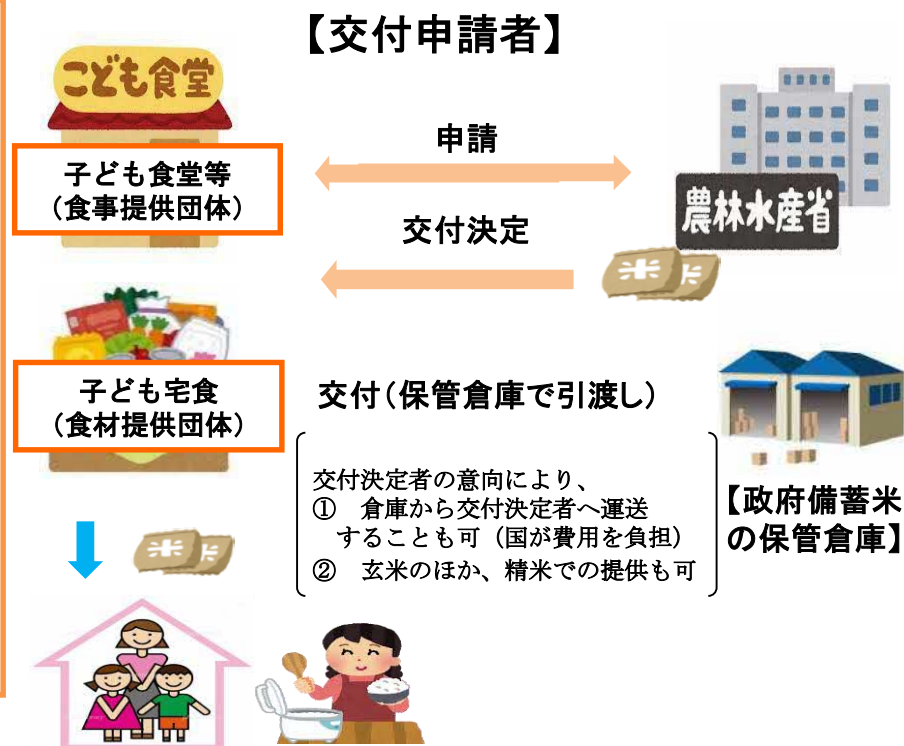 【交付申請者】
こども食堂
子ども食堂等
（食事提供団体）
申請
農林水産省
交付決定
米
米
子ども宅食
（食材提供団体）
交付（保管倉庫で引渡し）
交付決定者の意向により、
①　倉庫から交付決定者へ運送
することも可（国が費用を負担）
②　玄米のほか、精米での提供も可
【政府備蓄米
の保管倉庫】
米
米